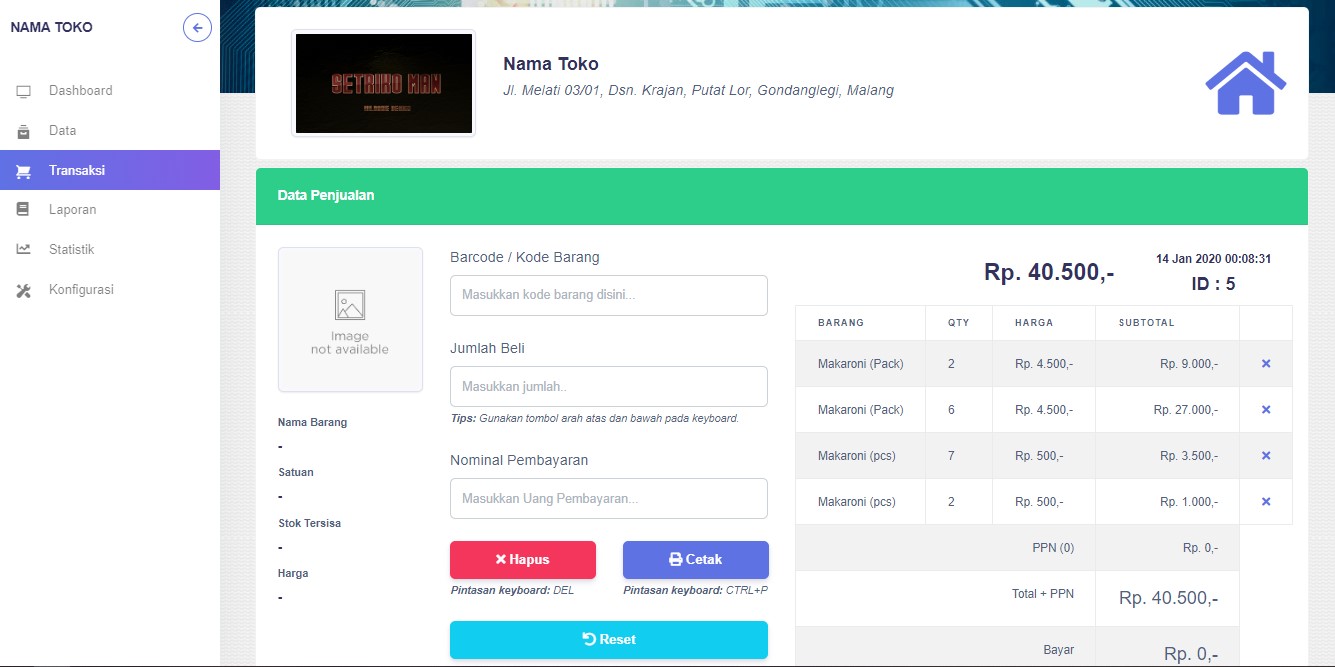 NAMA TOKO
Dashboard
Data
Transaksi
Laporan
Statistik
Konfigurasi
SETRIKO MAN
Nama Toko
Jl. Melati 03/01, Dsn. Krajan, Putat Lor, Gondanglegi, Malang
Data Penjualan
Image
not available
Nama Barang
-
Satuan
-
Stok Tersisa
-
Harga
-
Barcode / Kode Barang
Masukkan kode barang disini...
Jumlah Beli
Masukkan jumlah..
Tips: Gunakan tombol arah atas dan bawah pada keyboard.
Nominal Pembayaran
Masukkan Uang Pembayaran...
Hapus
Pintasan keyboard: DEL
Cetak
Pintasan keyboard: CTRL+P
Reset
Rp. 40.500,-
14 Jan 2020 00:08:31
ID : 5
BARANG QTY HARGA SUBTOTAL
Makaroni (Pack) 2 Rp. 4.500,- Rp. 9.000,-
Makaroni (Pack) 6 Rp. 4.500,- Rp. 27.000,-
Makaroni (pcs) 7 Rp. 500,- Rp. 3.500,-
Makaroni (pcs) 2 Rp. 500,- Rp. 1.000,-
PPN (0) Rp. 0,-
Total + PPN Rp. 40.500,-
Bayar Rp. 0,-